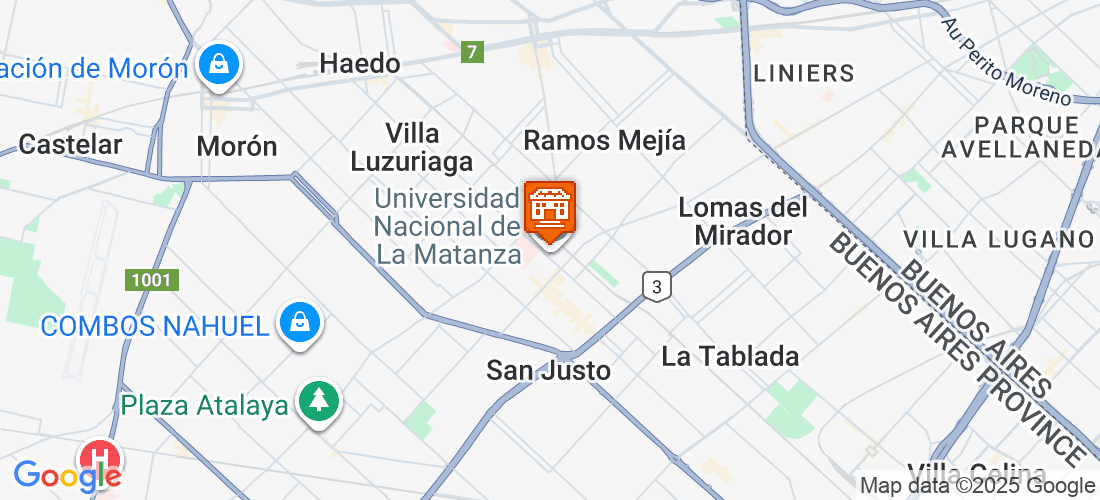 7
ación de Morón
Haedo
LINIERS
Au Perito Moreno
Castelar
Morón
Villa
Luzuriaga
Ramos Mejía
PARQUE
AVELLANEDA
Universidad
Nacional de
La Matanza
Lomas del
Mirador
VILLA LUGANO
BUENOS AIRES
BUENOS AIRES PROVINCE
1001
3
COMBOS NAHUEL
San Justo
La Tablada
Plaza Atalaya
H
Google
Villa Celina
Map data ©2025 Google